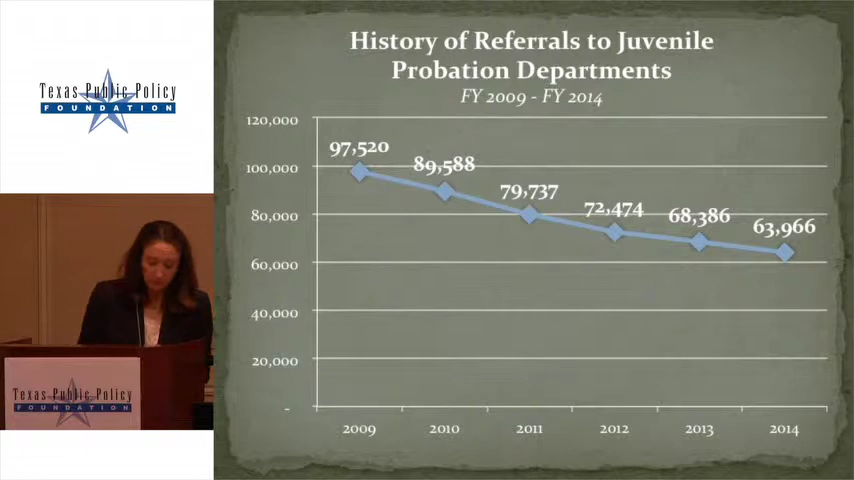 Texas Public Policy
FOUNDATION
Texas Public Policy
FOUNDATION
History of Referrals to Juvenile
Probation Departments
FY 2009 - FY 2014
120,000
100,000
80,000
60,000
40,000
20,000
-
97,520
89,588
79,737
72,474
68,386
63,966
2009
2010
2011
2012
2013
2014